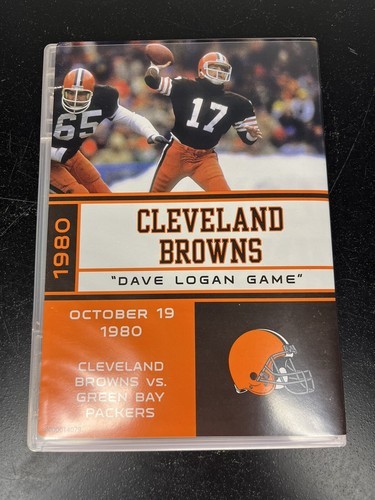 65
17
1980
CLEVELAND
BROWNS
"DAVE LOGAN GAME"
OCTOBER 19
1980
CLEVELAND
BROWNS VS.
GREEN BAY
PACKERS